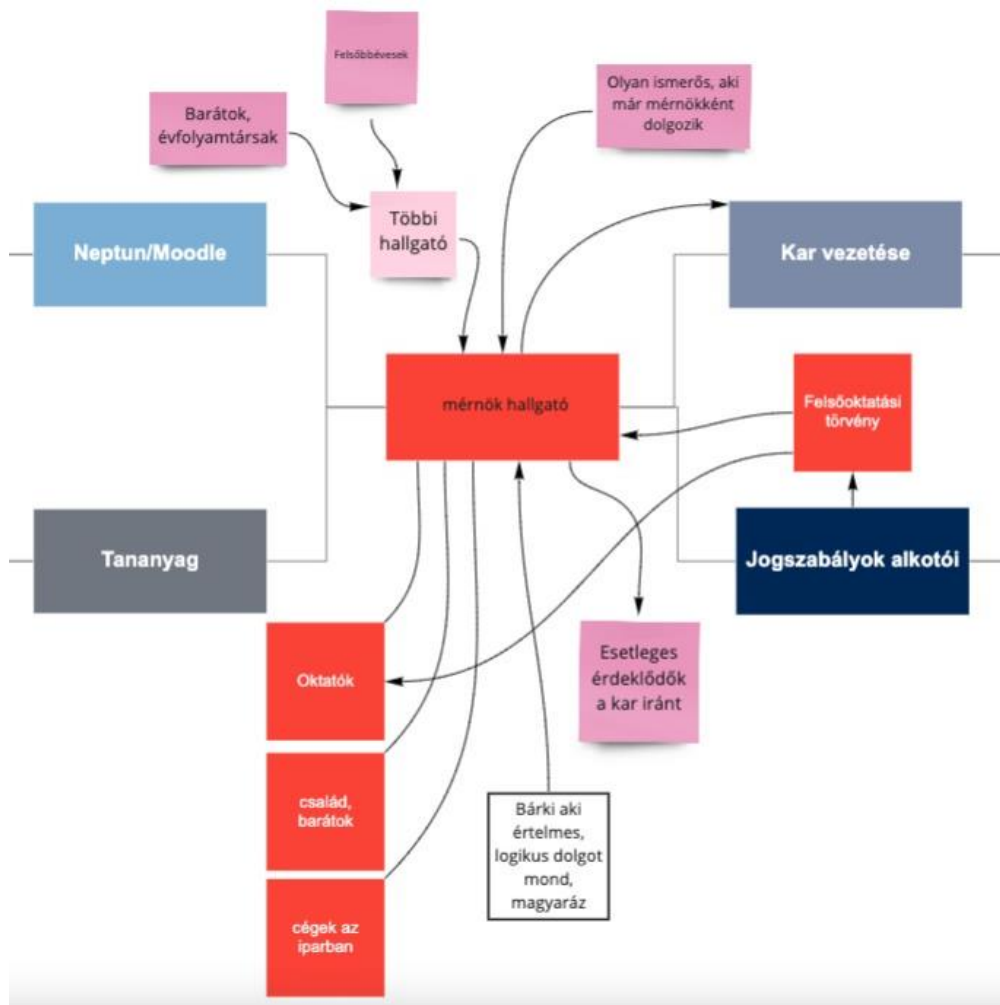 Felsőbbévesek
Barátok,
évfolyamtársak
Olyan ismerős, aki
már mérnökként
dolgozik
Többi
hallgató
Neptun/Moodle
Kar vezetése
mérnök hallgató
Felsőoktatási
törvény
Tananyag
Jogszabályok alkotói
Oktatók
Esetleges
érdeklődők
a kar iránt
család,
barátok
Bárki aki
értelmes,
logikus dolgot
mond,
magyaráz
cégek az
iparban